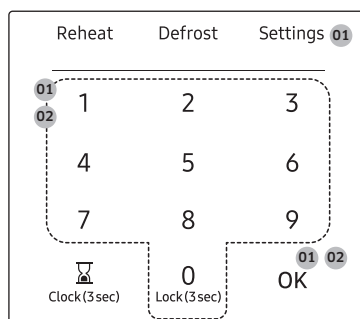 Reheat Defrost Settings 01
01
02
1 2 3
4 5 6
7 8 9
01 02
0 OK
Clock(3 sec) Lock(3 sec)